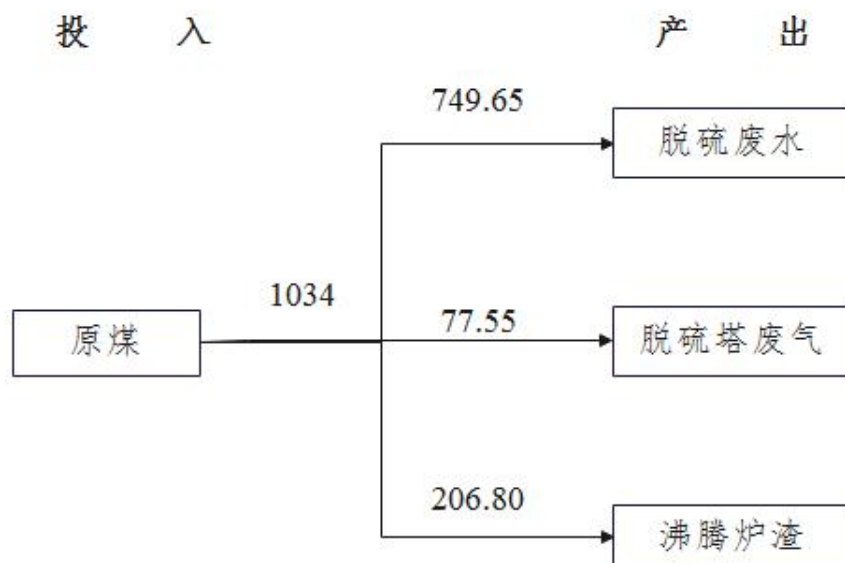 投 入 产 出
749.65
脱硫废水
1034
原煤
77.55
脱硫塔废气
206.80
沸腾炉渣